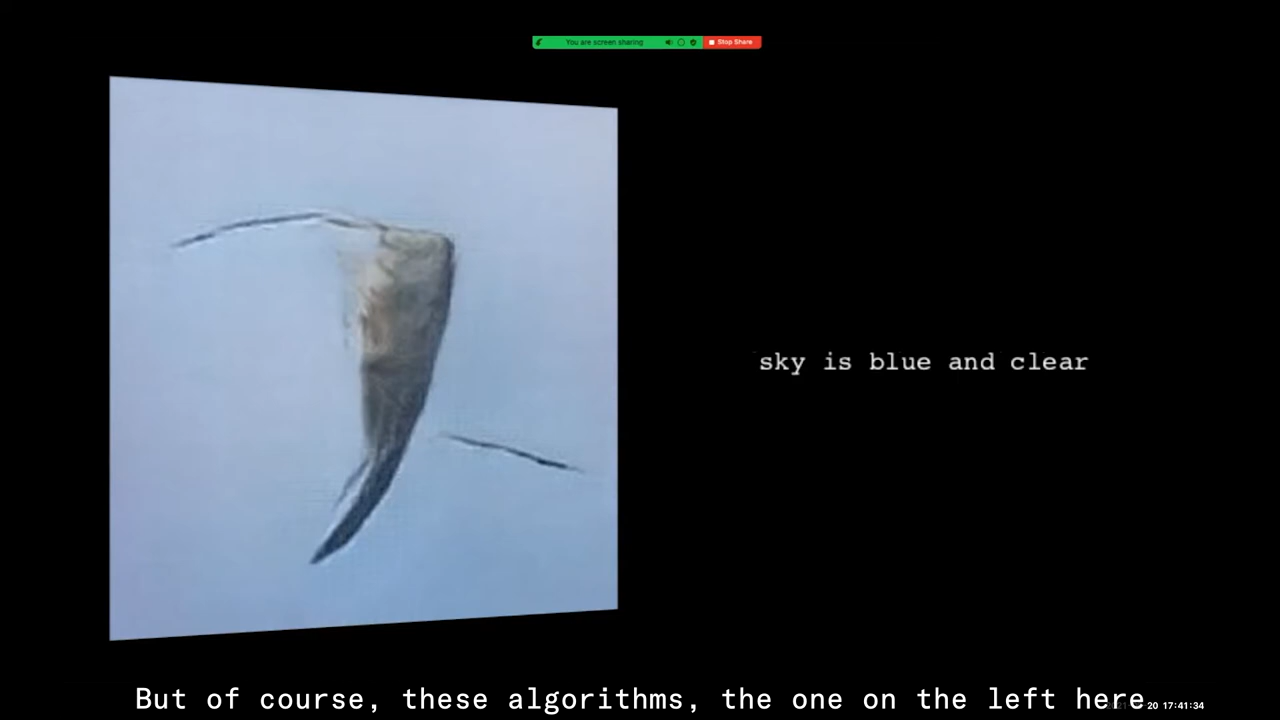 You are screen sharing
Stop Share
sky is blue and clear
But of course, these algorithms, the one on the left here
20 17:41:34